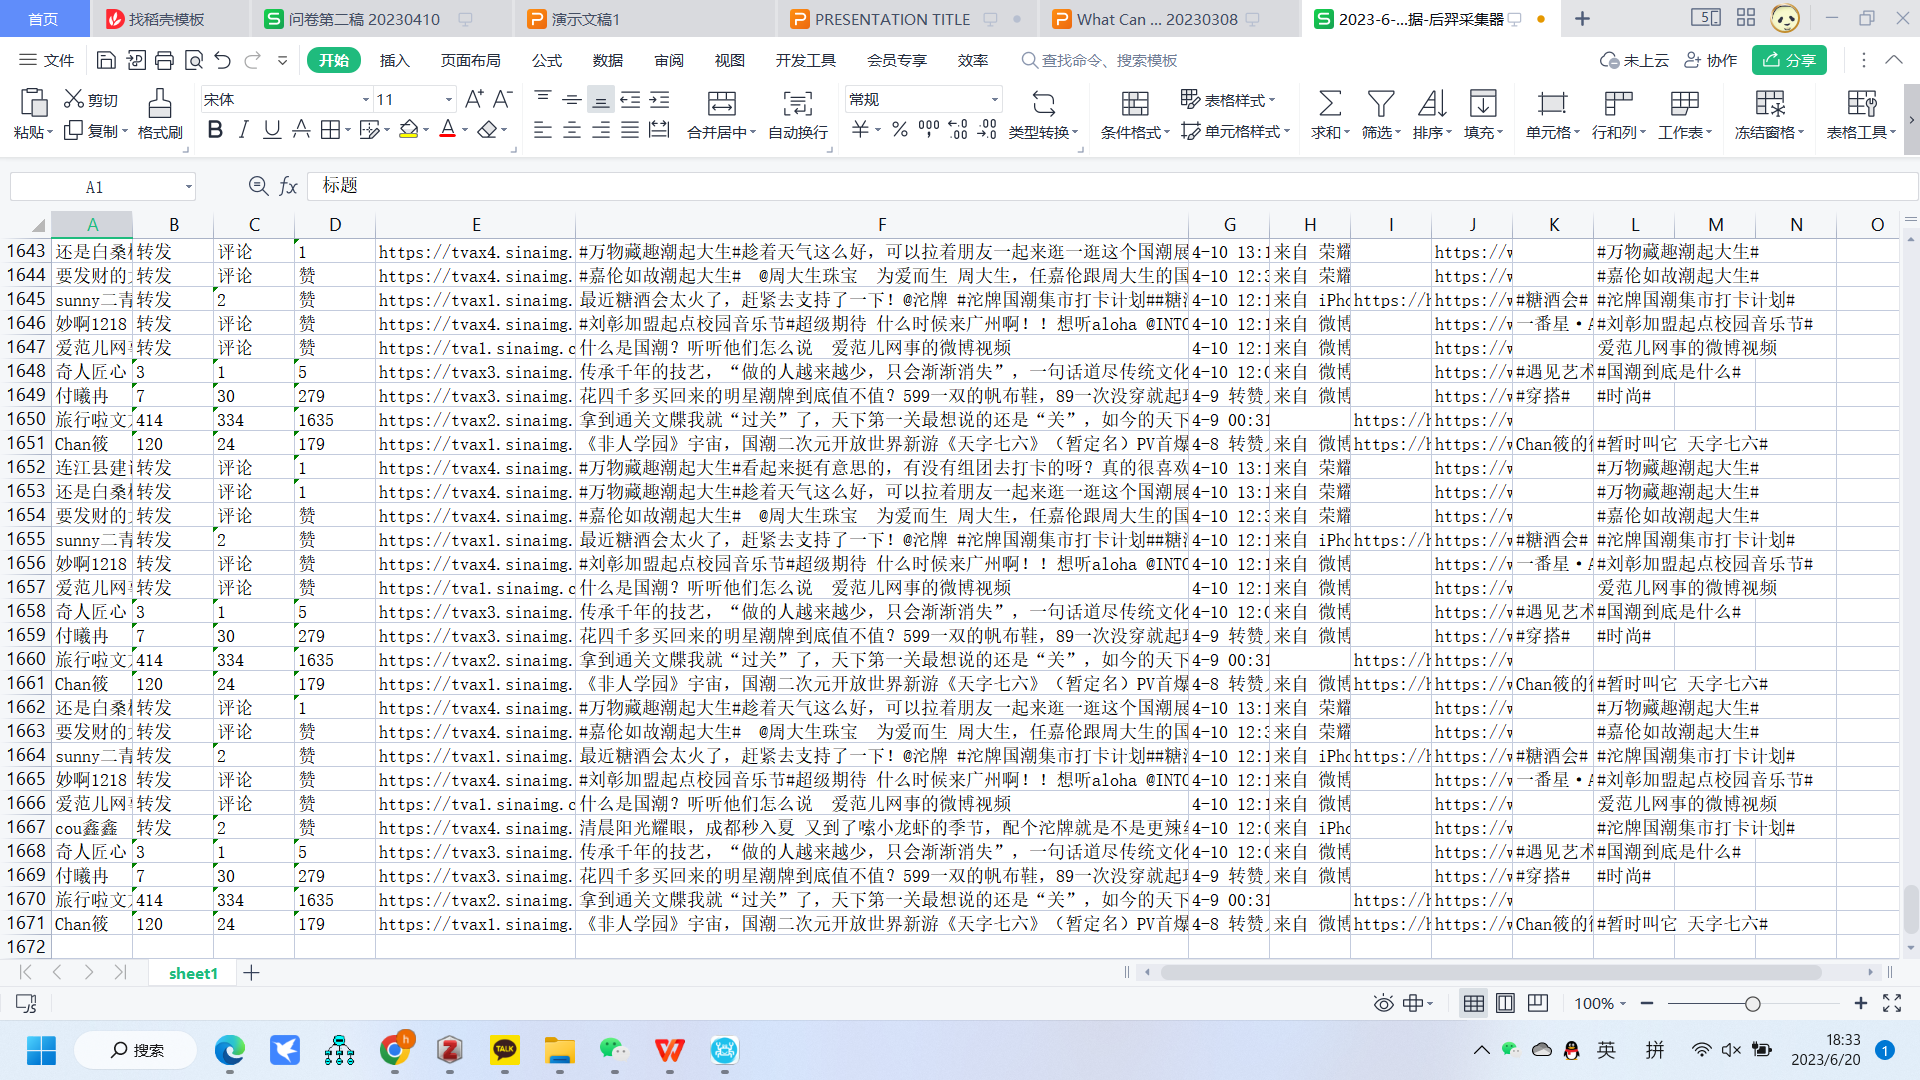 首页 找稻壳模板 问卷第二稿 20230410 演示文稿1 PRESENTATION TITLE What Can ... 20230308 2023-6-...据-后羿采集器
文件 开始 插入 页面布局 公式 数据 审阅 视图 开发工具 会员专享 效率 查找命令、搜索模板 未上云 协作 分享
剪切 宋体 11 常规 表格样式
粘贴 复制 格式刷 合并居中 自动换行 类型转换 条件格式 单元格样式 求和 筛选 排序 填充 单元格 行和列 工作表 冻结窗格 表格工具
A1 fx 标题
A B C D E F G H I J K L M N O
1643 还是白桑 转发 评论 1 https://tvax4.sinaimg. #万物藏趣潮起大生#趁着天气这么好，可以拉着朋友一起来逛一逛这个国潮展 4-10 13:1 来自 荣耀 https://w #万物藏趣潮起大生#
1644 要发财的 转发 评论 赞 https://tvax4.sinaimg. #嘉伦如故潮起大生# @周大生珠宝 为爱而生 周大生，任嘉伦跟周大生的国 4-10 12:3 来自 荣耀 https://w #嘉伦如故潮起大生#
1645 sunny二青 转发 2 赞 https://tvax1.sinaimg. 最近糖酒会太火了，赶紧去支持了一下！@沱牌 #沱牌国潮集市打卡计划##糖 4-10 12:1 来自 iPho https://h https://w #糖酒会# #沱牌国潮集市打卡计划#
1646 妙啊1218 转发 评论 赞 https://tvax4.sinaimg. #刘彰加盟起点校园音乐节#超级期待 什么时候来广州啊！！想听aloha @INTO 4-10 12:1 来自 微博 https://w 一番星·A #刘彰加盟起点校园音乐节#
1647 爱范儿网 转发 评论 赞 https://tva1.sinaimg.c 什么是国潮？听听他们怎么说 爱范儿网事的微博视频 4-10 12:1 来自 微博 https://w 爱范儿网事的微博视频
1648 奇人匠心 3 1 5 https://tvax3.sinaimg. 传承千年的技艺，“做的人越来越少，只会渐渐消失”，一句话道尽传统文化 4-10 12:0 来自 微博 https://w #遇见艺术 #国潮到底是什么#
1649 付曦冉 7 30 279 https://tvax3.sinaimg. 花四千多买回来的明星潮牌到底值不值？599一双的帆布鞋，89一次没穿就起 4-9 转赞 来自 微博 https://w #穿搭# #时尚#
1650 旅行啦文 414 334 1635 https://tvax2.sinaimg. 拿到通关文牒我就“过关”了，天下第一关最想说的还是“关”，如今的天下 4-9 00:31 https://h https://w
1651 Chan筱 120 24 179 https://tvax1.sinaimg. 《非人学园》宇宙，国潮二次元开放世界新游《天字七六》（暂定名）PV首爆 4-8 转赞 来自 微博 https://h https://w Chan筱的 #暂时叫它 天字七六#
1652 连江县建 转发 评论 1 https://tvax4.sinaimg. #万物藏趣潮起大生#看起来挺有意思的，有没有组团去打卡的呀？真的很喜欢 4-10 13:1 来自 荣耀 https://w #万物藏趣潮起大生#
1653 还是白桑 转发 评论 1 https://tvax4.sinaimg. #万物藏趣潮起大生#趁着天气这么好，可以拉着朋友一起来逛一逛这个国潮展 4-10 13:1 来自 荣耀 https://w #万物藏趣潮起大生#
1654 要发财的 转发 评论 赞 https://tvax4.sinaimg. #嘉伦如故潮起大生# @周大生珠宝 为爱而生 周大生，任嘉伦跟周大生的国 4-10 12:3 来自 荣耀 https://w #嘉伦如故潮起大生#
1655 sunny二青 转发 2 赞 https://tvax1.sinaimg. 最近糖酒会太火了，赶紧去支持了一下！@沱牌 #沱牌国潮集市打卡计划##糖 4-10 12:1 来自 iPho https://h https://w #糖酒会# #沱牌国潮集市打卡计划#
1656 妙啊1218 转发 评论 赞 https://tvax4.sinaimg. #刘彰加盟起点校园音乐节#超级期待 什么时候来广州啊！！想听aloha @INTO 4-10 12:1 来自 微博 https://w 一番星·A #刘彰加盟起点校园音乐节#
1657 爱范儿网 转发 评论 赞 https://tva1.sinaimg.c 什么是国潮？听听他们怎么说 爱范儿网事的微博视频 4-10 12:1 来自 微博 https://w 爱范儿网事的微博视频
1658 奇人匠心 3 1 5 https://tvax3.sinaimg. 传承千年的技艺，“做的人越来越少，只会渐渐消失”，一句话道尽传统文化 4-10 12:0 来自 微博 https://w #遇见艺术 #国潮到底是什么#
1659 付曦冉 7 30 279 https://tvax3.sinaimg. 花四千多买回来的明星潮牌到底值不值？599一双的帆布鞋，89一次没穿就起 4-9 转赞 来自 微博 https://w #穿搭# #时尚#
1660 旅行啦文 414 334 1635 https://tvax2.sinaimg. 拿到通关文牒我就“过关”了，天下第一关最想说的还是“关”，如今的天下 4-9 00:31 https://h https://w
1661 Chan筱 120 24 179 https://tvax1.sinaimg. 《非人学园》宇宙，国潮二次元开放世界新游《天字七六》（暂定名）PV首爆 4-8 转赞 来自 微博 https://h https://w Chan筱的 #暂时叫它 天字七六#
1662 还是白桑 转发 评论 1 https://tvax4.sinaimg. #万物藏趣潮起大生#趁着天气这么好，可以拉着朋友一起来逛一逛这个国潮展 4-10 13:1 来自 荣耀 https://w #万物藏趣潮起大生#
1663 要发财的 转发 评论 赞 https://tvax4.sinaimg. #嘉伦如故潮起大生# @周大生珠宝 为爱而生 周大生，任嘉伦跟周大生的国 4-10 12:3 来自 荣耀 https://w #嘉伦如故潮起大生#
1664 sunny二青 转发 2 赞 https://tvax1.sinaimg. 最近糖酒会太火了，赶紧去支持了一下！@沱牌 #沱牌国潮集市打卡计划##糖 4-10 12:1 来自 iPho https://h https://w #糖酒会# #沱牌国潮集市打卡计划#
1665 妙啊1218 转发 评论 赞 https://tvax4.sinaimg. #刘彰加盟起点校园音乐节#超级期待 什么时候来广州啊！！想听aloha @INTO 4-10 12:1 来自 微博 https://w 一番星·A #刘彰加盟起点校园音乐节#
1666 爱范儿网 转发 评论 赞 https://tva1.sinaimg.c 什么是国潮？听听他们怎么说 爱范儿网事的微博视频 4-10 12:1 来自 微博 https://w 爱范儿网事的微博视频
1667 cou鑫鑫 转发 2 赞 https://tvax4.sinaimg. 清晨阳光耀眼，成都秒入夏 又到了嗦小龙虾的季节，配个沱牌就是不是更辣 4-10 12:0 来自 iPho https://w #沱牌国潮集市打卡计划#
1668 奇人匠心 3 1 5 https://tvax3.sinaimg. 传承千年的技艺，“做的人越来越少，只会渐渐消失”，一句话道尽传统文化 4-10 12:0 来自 微博 https://w #遇见艺术 #国潮到底是什么#
1669 付曦冉 7 30 279 https://tvax3.sinaimg. 花四千多买回来的明星潮牌到底值不值？599一双的帆布鞋，89一次没穿就起 4-9 转赞 来自 微博 https://w #穿搭# #时尚#
1670 旅行啦文 414 334 1635 https://tvax2.sinaimg. 拿到通关文牒我就“过关”了，天下第一关最想说的还是“关”，如今的天下 4-9 00:31 https://h https://w
1671 Chan筱 120 24 179 https://tvax1.sinaimg. 《非人学园》宇宙，国潮二次元开放世界新游《天字七六》（暂定名）PV首爆 4-8 转赞 来自 微博 https://h https://w Chan筱的 #暂时叫它 天字七六#
1672
sheet1
100%
搜索 TALK 英 拼 18:33
2023/6/20 1